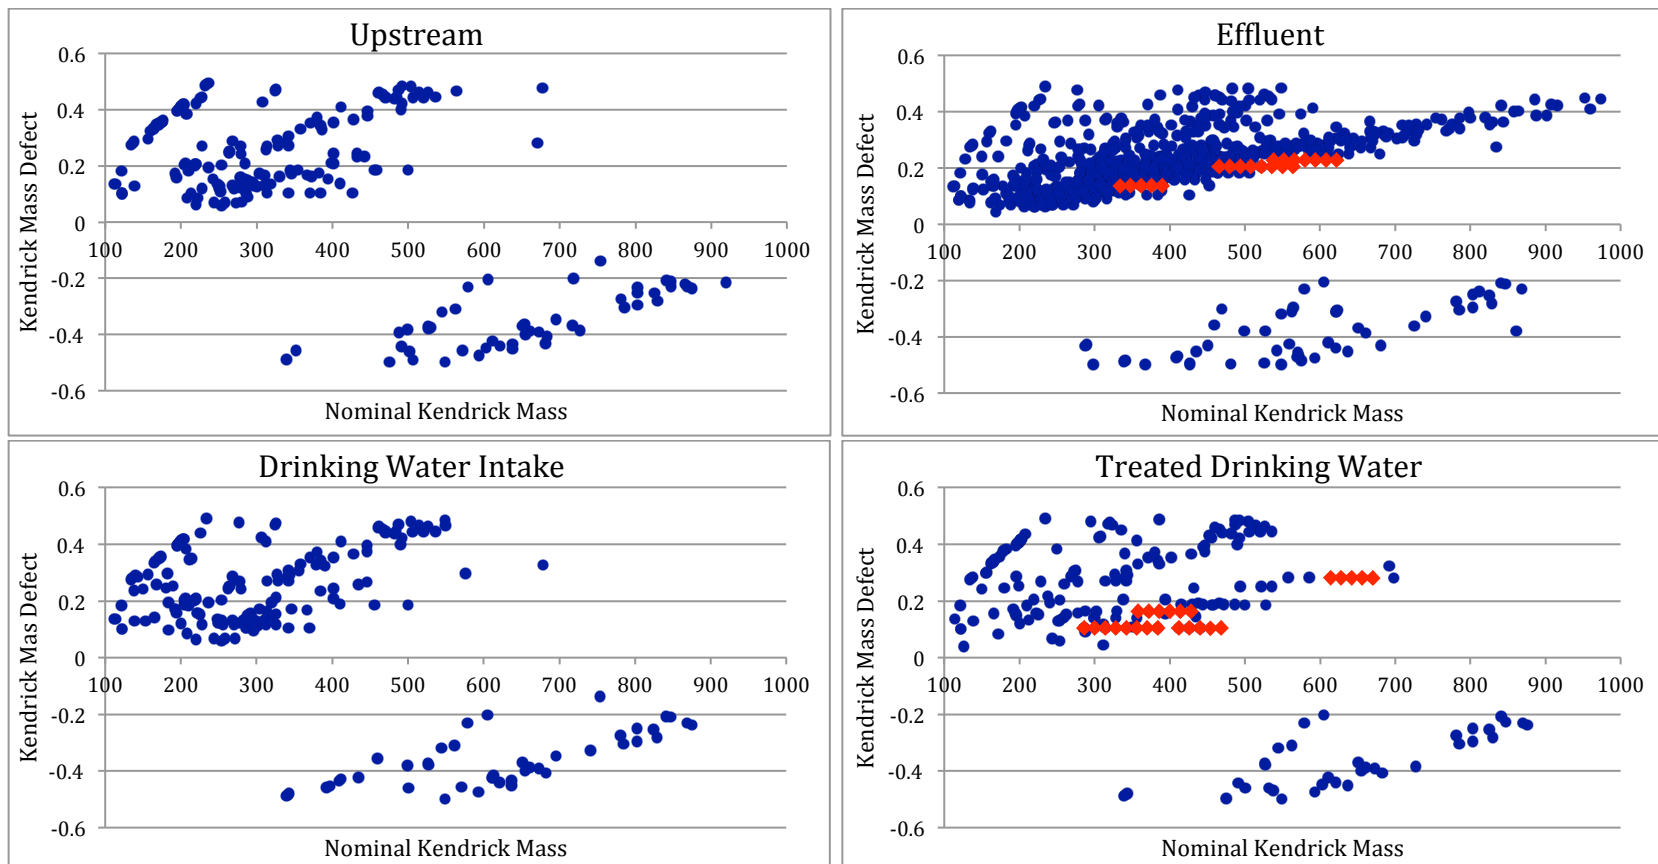 Upstream
Kendrick Mass Defect
0.6
0.4
0.2
0
-0.2
-0.4
-0.6
100 200 300 400 500 600 700 800 900 1000
Nominal Kendrick Mass
Effluent
Kendrick Mass Defect
0.6
0.4
0.2
0
-0.2
-0.4
-0.6
100 200 300 400 500 600 700 800 900 1000
Nominal Kendrick Mass
Drinking Water Intake
Kendrick Mas Defect
0.6
0.4
0.2
0
-0.2
-0.4
-0.6
100 200 300 400 500 600 700 800 900 1000
Nominal Kendrick Mass
Treated Drinking Water
Kendrick Mass Defect
0.6
0.4
0.2
0
-0.2
-0.4
-0.6
100 200 300 400 500 600 700 800 900 1000
Nominal Kendrick Mass